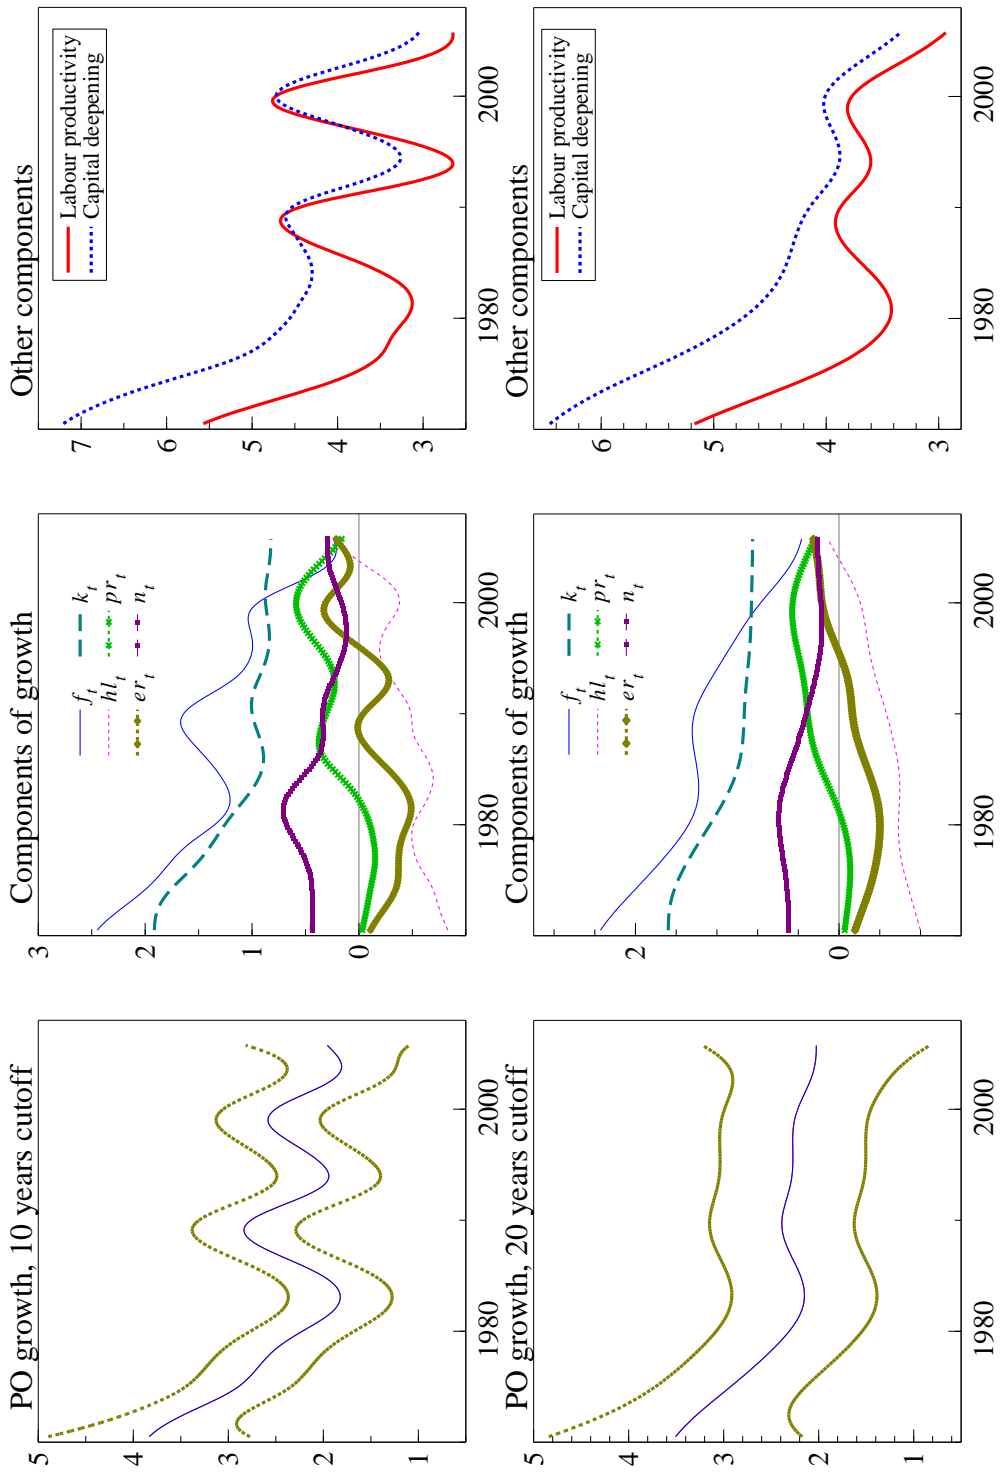 PO growth, 10 years cutoff
5
4
3
2
1
1980
2000
Components of growth
f_t
k_t
hl_t
pr_t
er_t
n_t
3
2
1
0
1980
2000
Other components
Labour productivity
Capital deepening
7
6
5
4
3
1980
2000
PO growth, 20 years cutoff
5
4
3
2
1
1980
2000
Components of growth
f_t
k_t
hl_t
pr_t
er_t
n_t
2
0
1980
2000
Other components
Labour productivity
Capital deepening
6
5
4
3
1980
2000